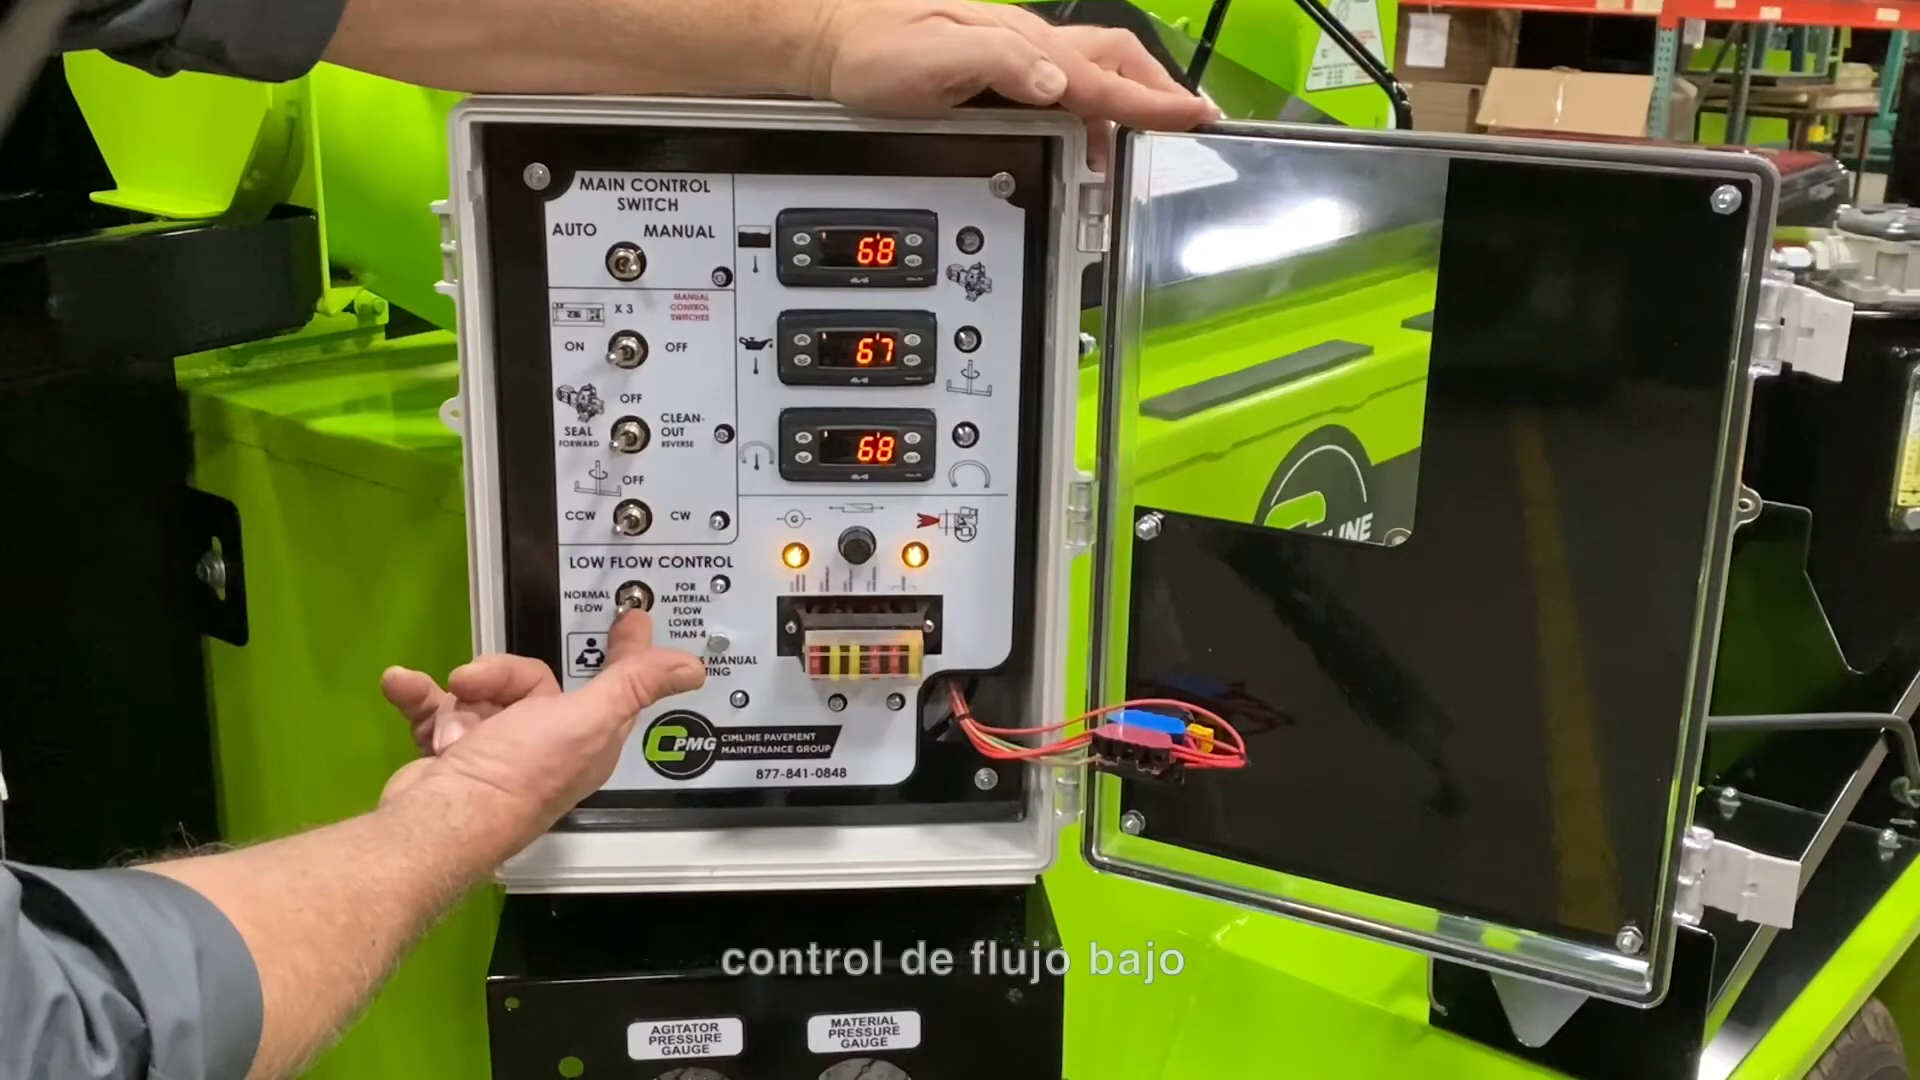 MAIN CONTROL
SWITCH
AUTO
MANUAL
X 3
MANUAL
CONTROL
SWITCHES
ON
OFF
OFF
SEAL
FORWARD
CLEAN-
OUT
REVERSE
OFF
CCW
CW
LOW FLOW CONTROL
NORMAL
FLOW
FOR
MATERIAL
FLOW
LOWER
THAN 4
MANUAL
68
67
68
G
CPMG
CIMLINE PAVEMENT
MAINTENANCE GROUP
877-841-0848
control de flujo bajo
AGITATOR
PRESSURE
GAUGE
MATERIAL
PRESSURE
GAUGE